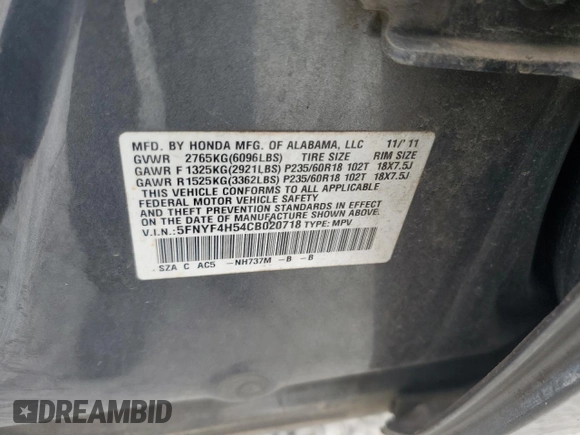 MFD. BY HONDA MFG. OF ALABAMA, LLC 11/'11
GVWR 2765KG(6096LBS) TIRE SIZE RIM SIZE
GAWR F 1325KG(2921LBS) P235/60R18 102T 18X7.5J
GAWR R 1525KG(3362LBS) P235/60R18 102T 18X7.5J
THIS VEHICLE CONFORMS TO ALL APPLICABLE
FEDERAL MOTOR VEHICLE SAFETY, BUMPER,
AND THEFT PREVENTION STANDARDS IN EFFECT
ON THE DATE OF MANUFACTURE SHOWN ABOVE.
V.I.N.: 5FNYF4H54CB020718 TYPE: MPV
SZA C AC5 -NH737M -B -B
DREAMBID